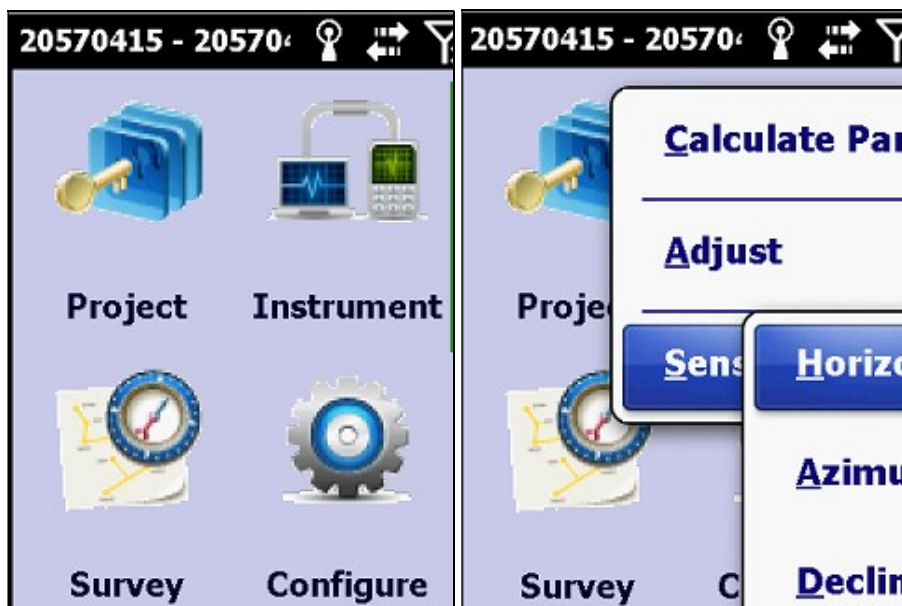 20570415 - 20570
Project
Instrument
Survey
Configure
20570415 - 20570
Calculate Par
Adjust
Proje
Sens
Horizo
Azimu
Survey
C
Declin